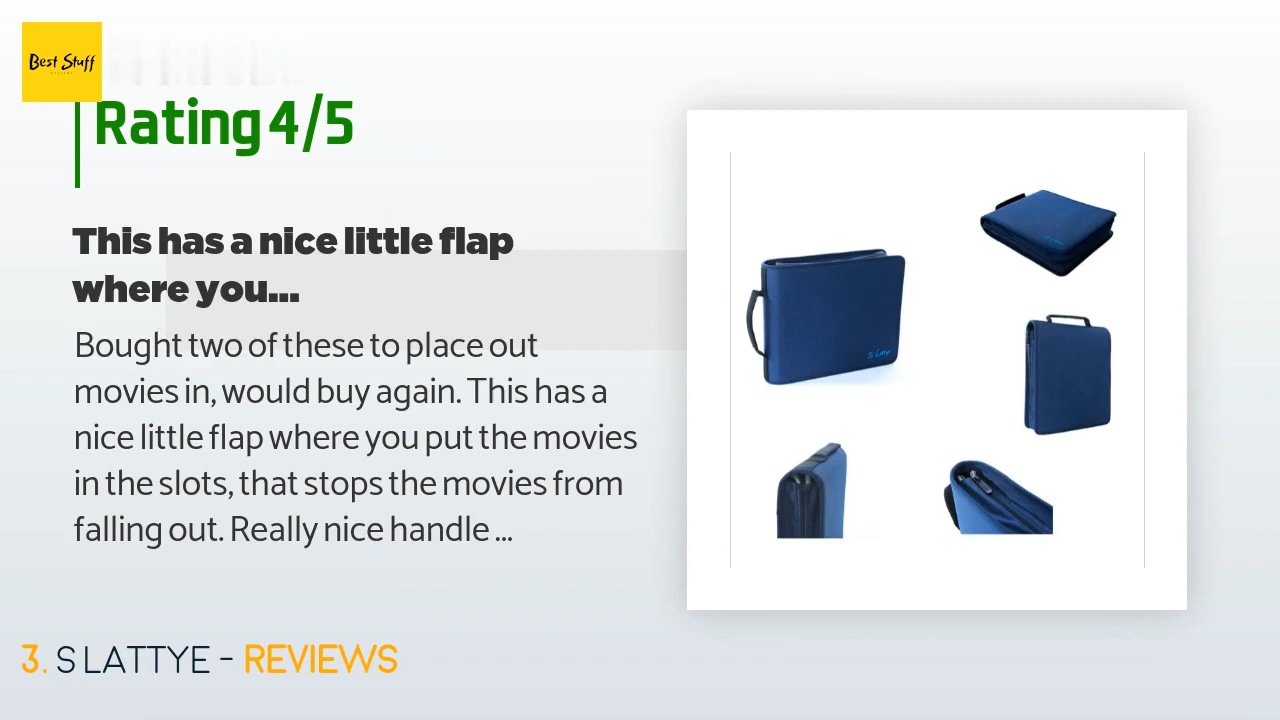 Best Stuff
Rating 4/5
This has a nice little flap
where you...
Bought two of these to place out
movies in, would buy again. This has a
nice little flap where you put the movies
in the slots, that stops the movies from
falling out. Really nice handle ...
3. S LATTYE - REVIEWS